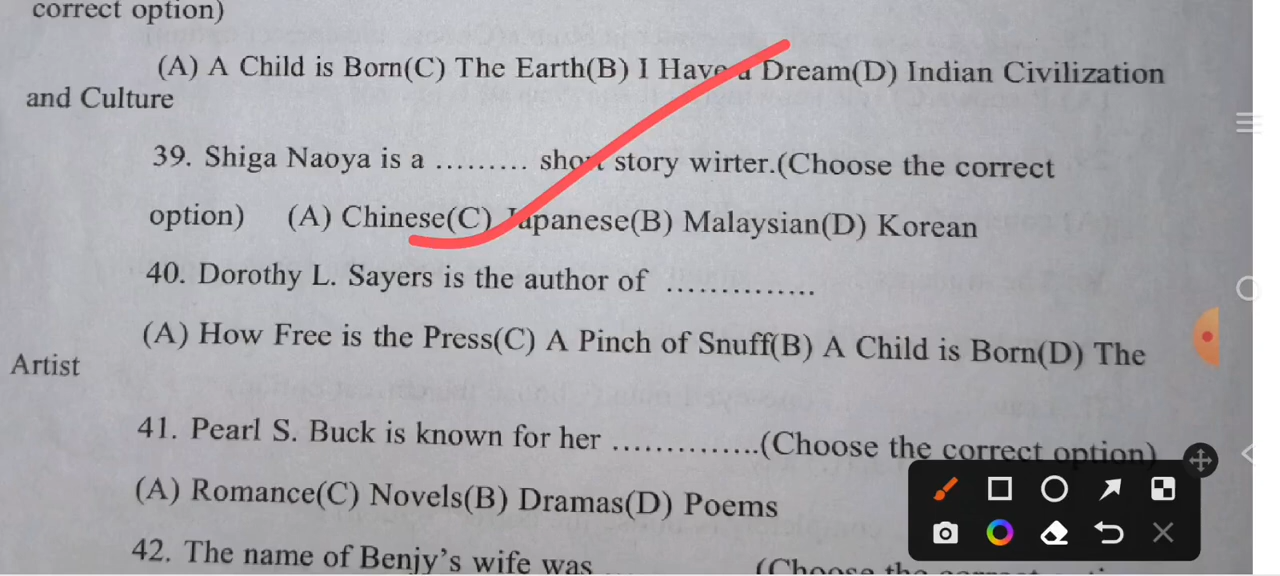 correct option)
(A) A Child is Born(C) The Earth(B) I Have a Dream(D) Indian Civilization
and Culture
39. Shiga Naoya is a ......... short story wirter.(Choose the correct
option) (A) Chinese(C) Japanese(B) Malaysian(D) Korean
40. Dorothy L. Sayers is the author of ..............
(A) How Free is the Press(C) A Pinch of Snuff(B) A Child is Born(D) The
Artist
41. Pearl S. Buck is known for her ..............(Choose the correct option)
(A) Romance(C) Novels(B) Dramas(D) Poems
42. The name of Benjy's wife was (Choose the